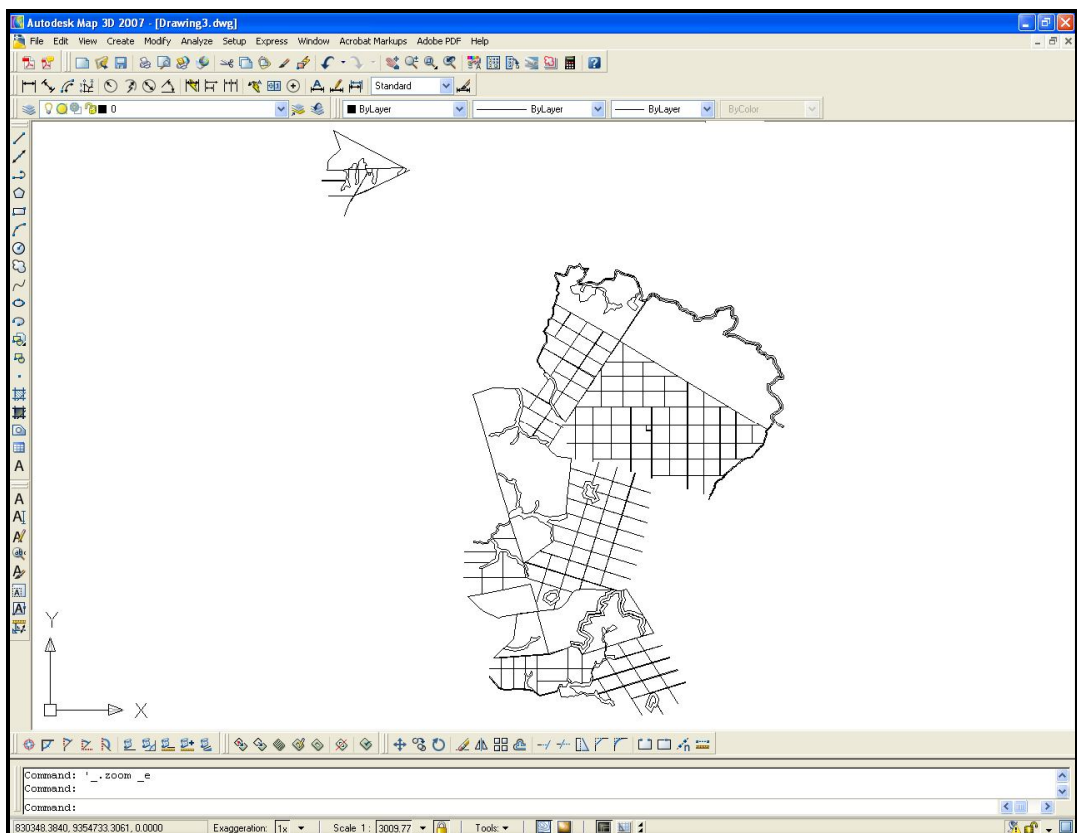 Autodesk Map 3D 2007 - [Drawing3.dwg]
File Edit View Create Modify Analyze Setup Express Window Acrobat Markups Adobe PDF Help
Standard
0 ByLayer ByLayer ByLayer ByColor
Y
X
Command: '_.zoom _e
Command:
Command:
830348.3840, 9354733.3061, 0.0000 Exaggeration: 1x Scale 1: 3009.77 Tools: